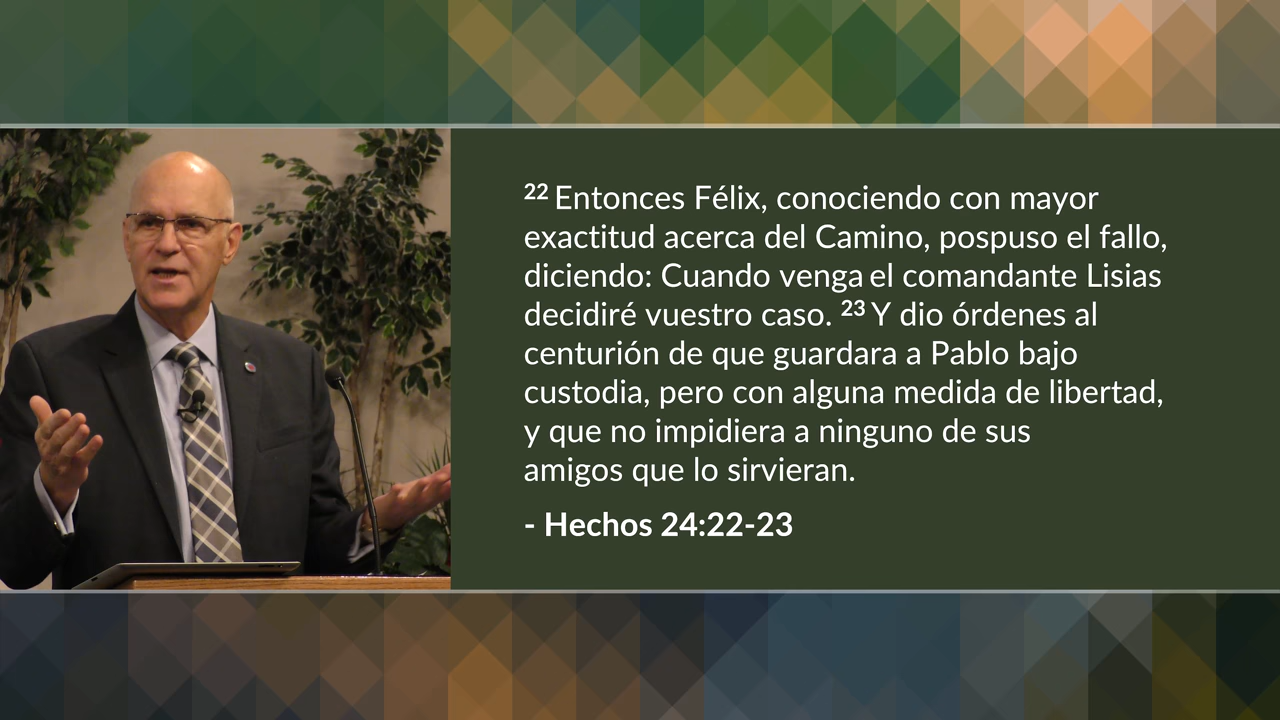 22 Entonces Félix, conociendo con mayor
exactitud acerca del Camino, pospuso el fallo,
diciendo: Cuando venga el comandante Lisias
decidiré vuestro caso. 23 Y dio órdenes al
centurión de que guardara a Pablo bajo
custodia, pero con alguna medida de libertad,
y que no impidiera a ninguno de sus
amigos que lo sirvieran.
- Hechos 24:22-23